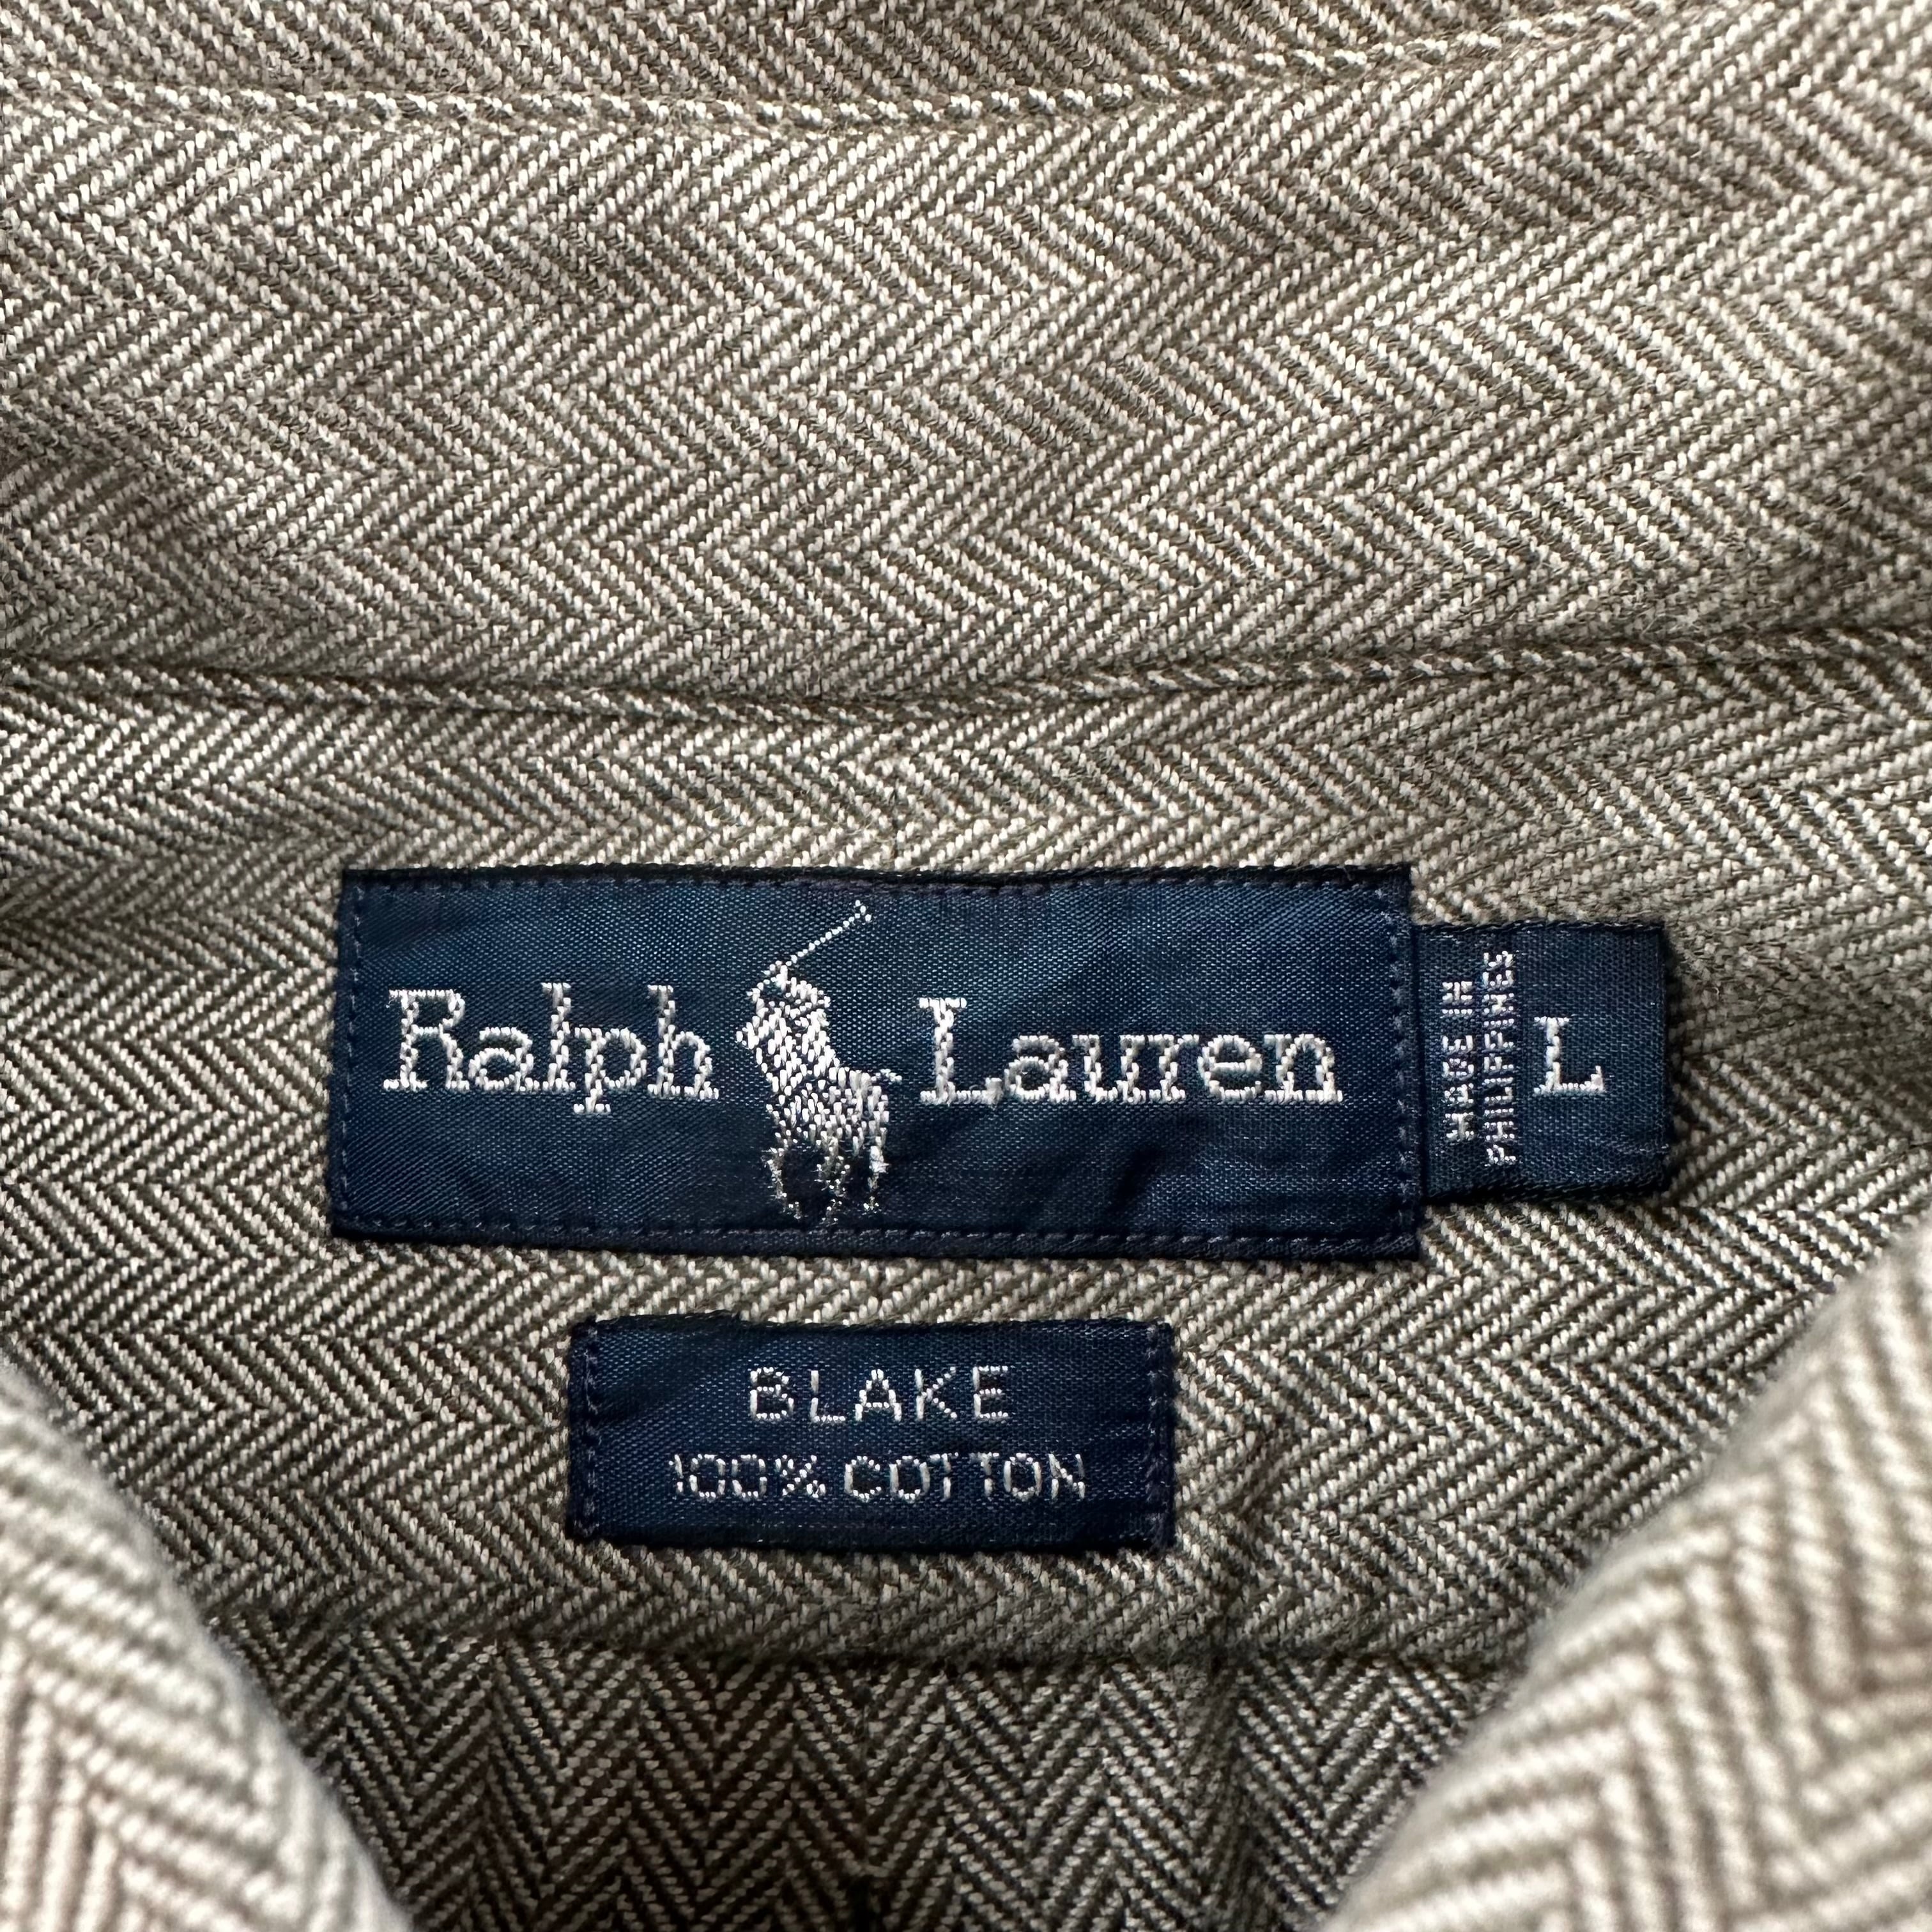 Ralph Lauren
MADE IN
PHILIPPINES
L
BLAKE
100% COTTON